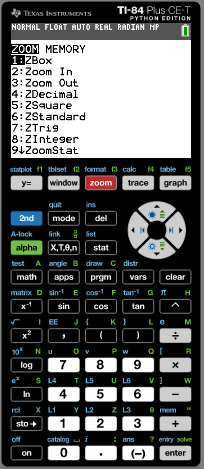 TEXAS INSTRUMENTS TI-84 Plus CE-T
PYTHON EDITION
NORMAL FLOAT AUTO REAL RADIAN MP
ZOOM MEMORY
1:ZBox
2:Zoom In
3:Zoom Out
4:ZDecimal
5:ZSquare
6:ZStandard
7:ZTrig
8:ZInteger
9↓ZoomStat
statplot f1 tblset f2 format f3 calc f4 table f5
y= window zoom trace graph
quit ins
2nd mode del
A-lock link list
alpha X,T,θ,n stat
test A angle B draw C distr
math apps prgm vars clear
matrix D sin⁻¹ E cos⁻¹ F tan⁻¹ G π H
x⁻¹ sin cos tan ^
√ I EE J { K } L e M
x² , ( ) ÷
10ˣ N u O v P w Q [ R
log 7 8 9 ×
eˣ S L4 T L5 U L6 V ] W
ln 4 5 6 −
rcl X L1 Y L2 Z L3 θ mem "
sto→ 1 2 3 +
off catalog i : ans ? entry solve
on 0 . (−) enter